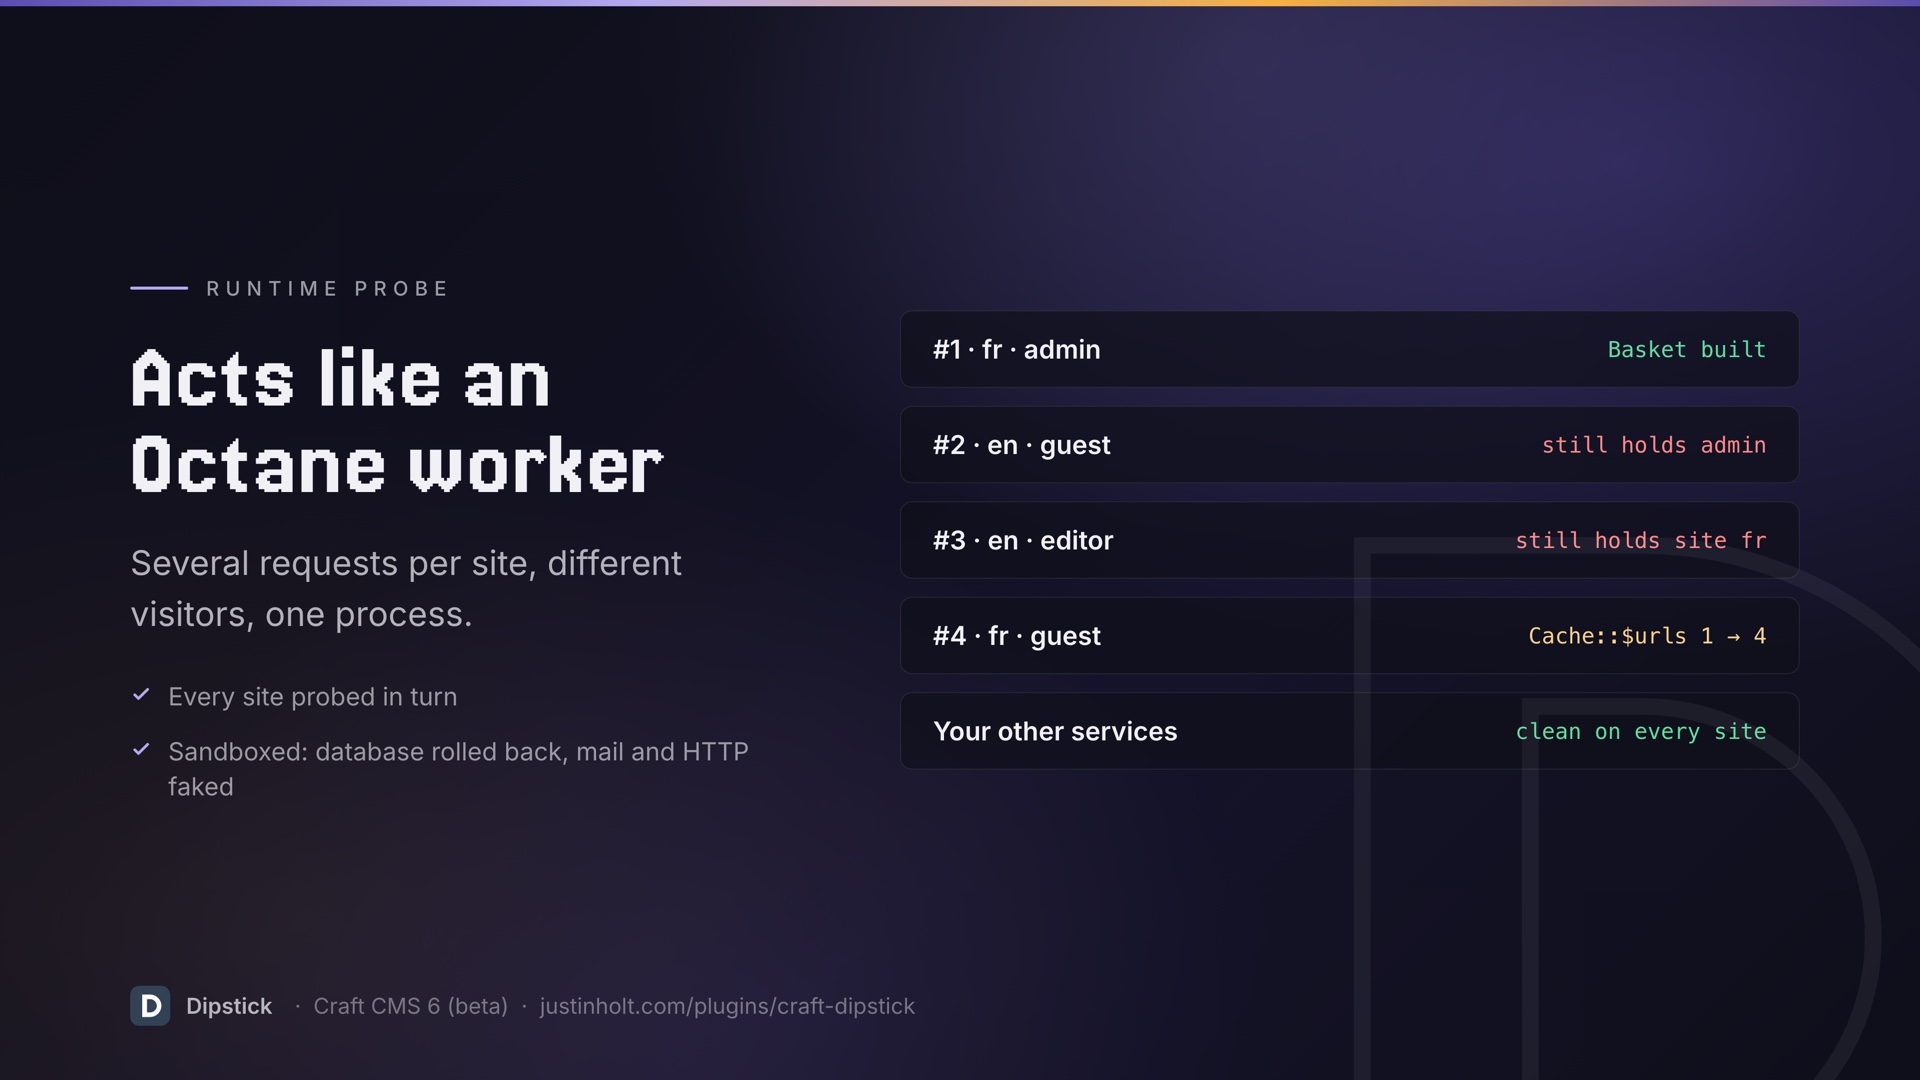 RUNTIME PROBE
Acts like an
Octane worker
Several requests per site, different
visitors, one process.
Every site probed in turn
Sandboxed: database rolled back, mail and HTTP
faked
#1 · fr · admin Basket built
#2 · en · guest still holds admin
#3 · en · editor still holds site fr
#4 · fr · guest Cache::$urls 1 → 4
Your other services clean on every site
D Dipstick · Craft CMS 6 (beta) · justinholt.com/plugins/craft-dipstick